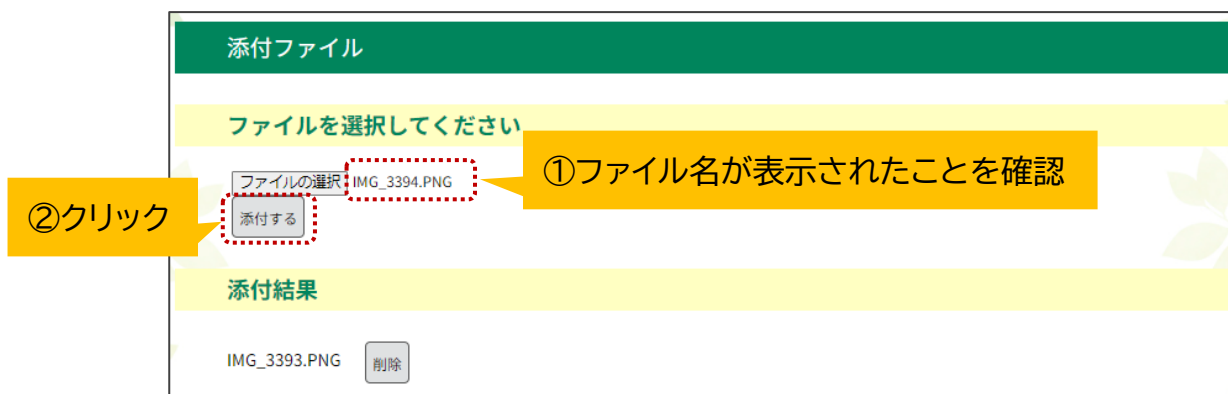 添付ファイル
ファイルを選択してください
①ファイル名が表示されたことを確認
ファイルの選択 IMG_3394.PNG
②クリック
添付する
添付結果
IMG_3393.PNG 削除